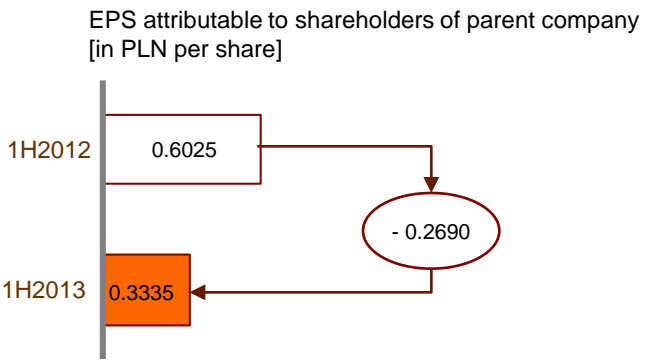 EPS attributable to shareholders of parent company
[in PLN per share]
1H2012
0.6025
- 0.2690
1H2013
0.3335